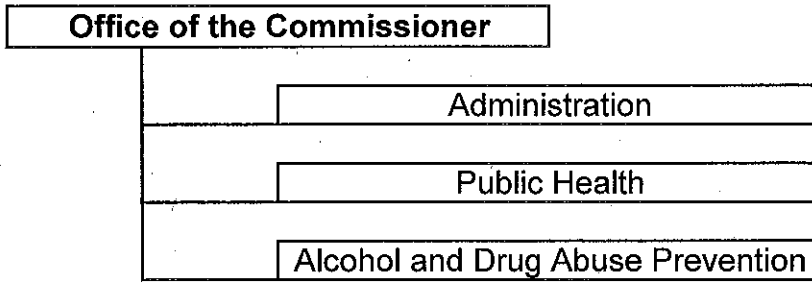 Office of the Commissioner
Administration
Public Health
Alcohol and Drug Abuse Prevention